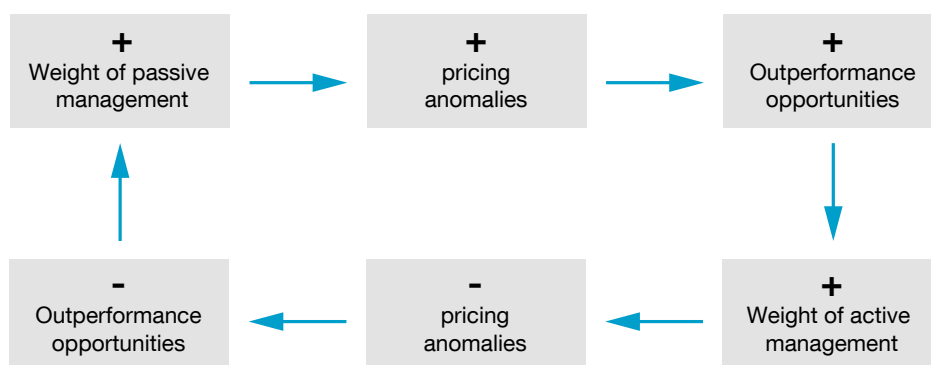 +
Weight of passive
management
+
pricing
anomalies
+
Outperformance
opportunities
-
Outperformance
opportunities
-
pricing
anomalies
+
Weight of active
management